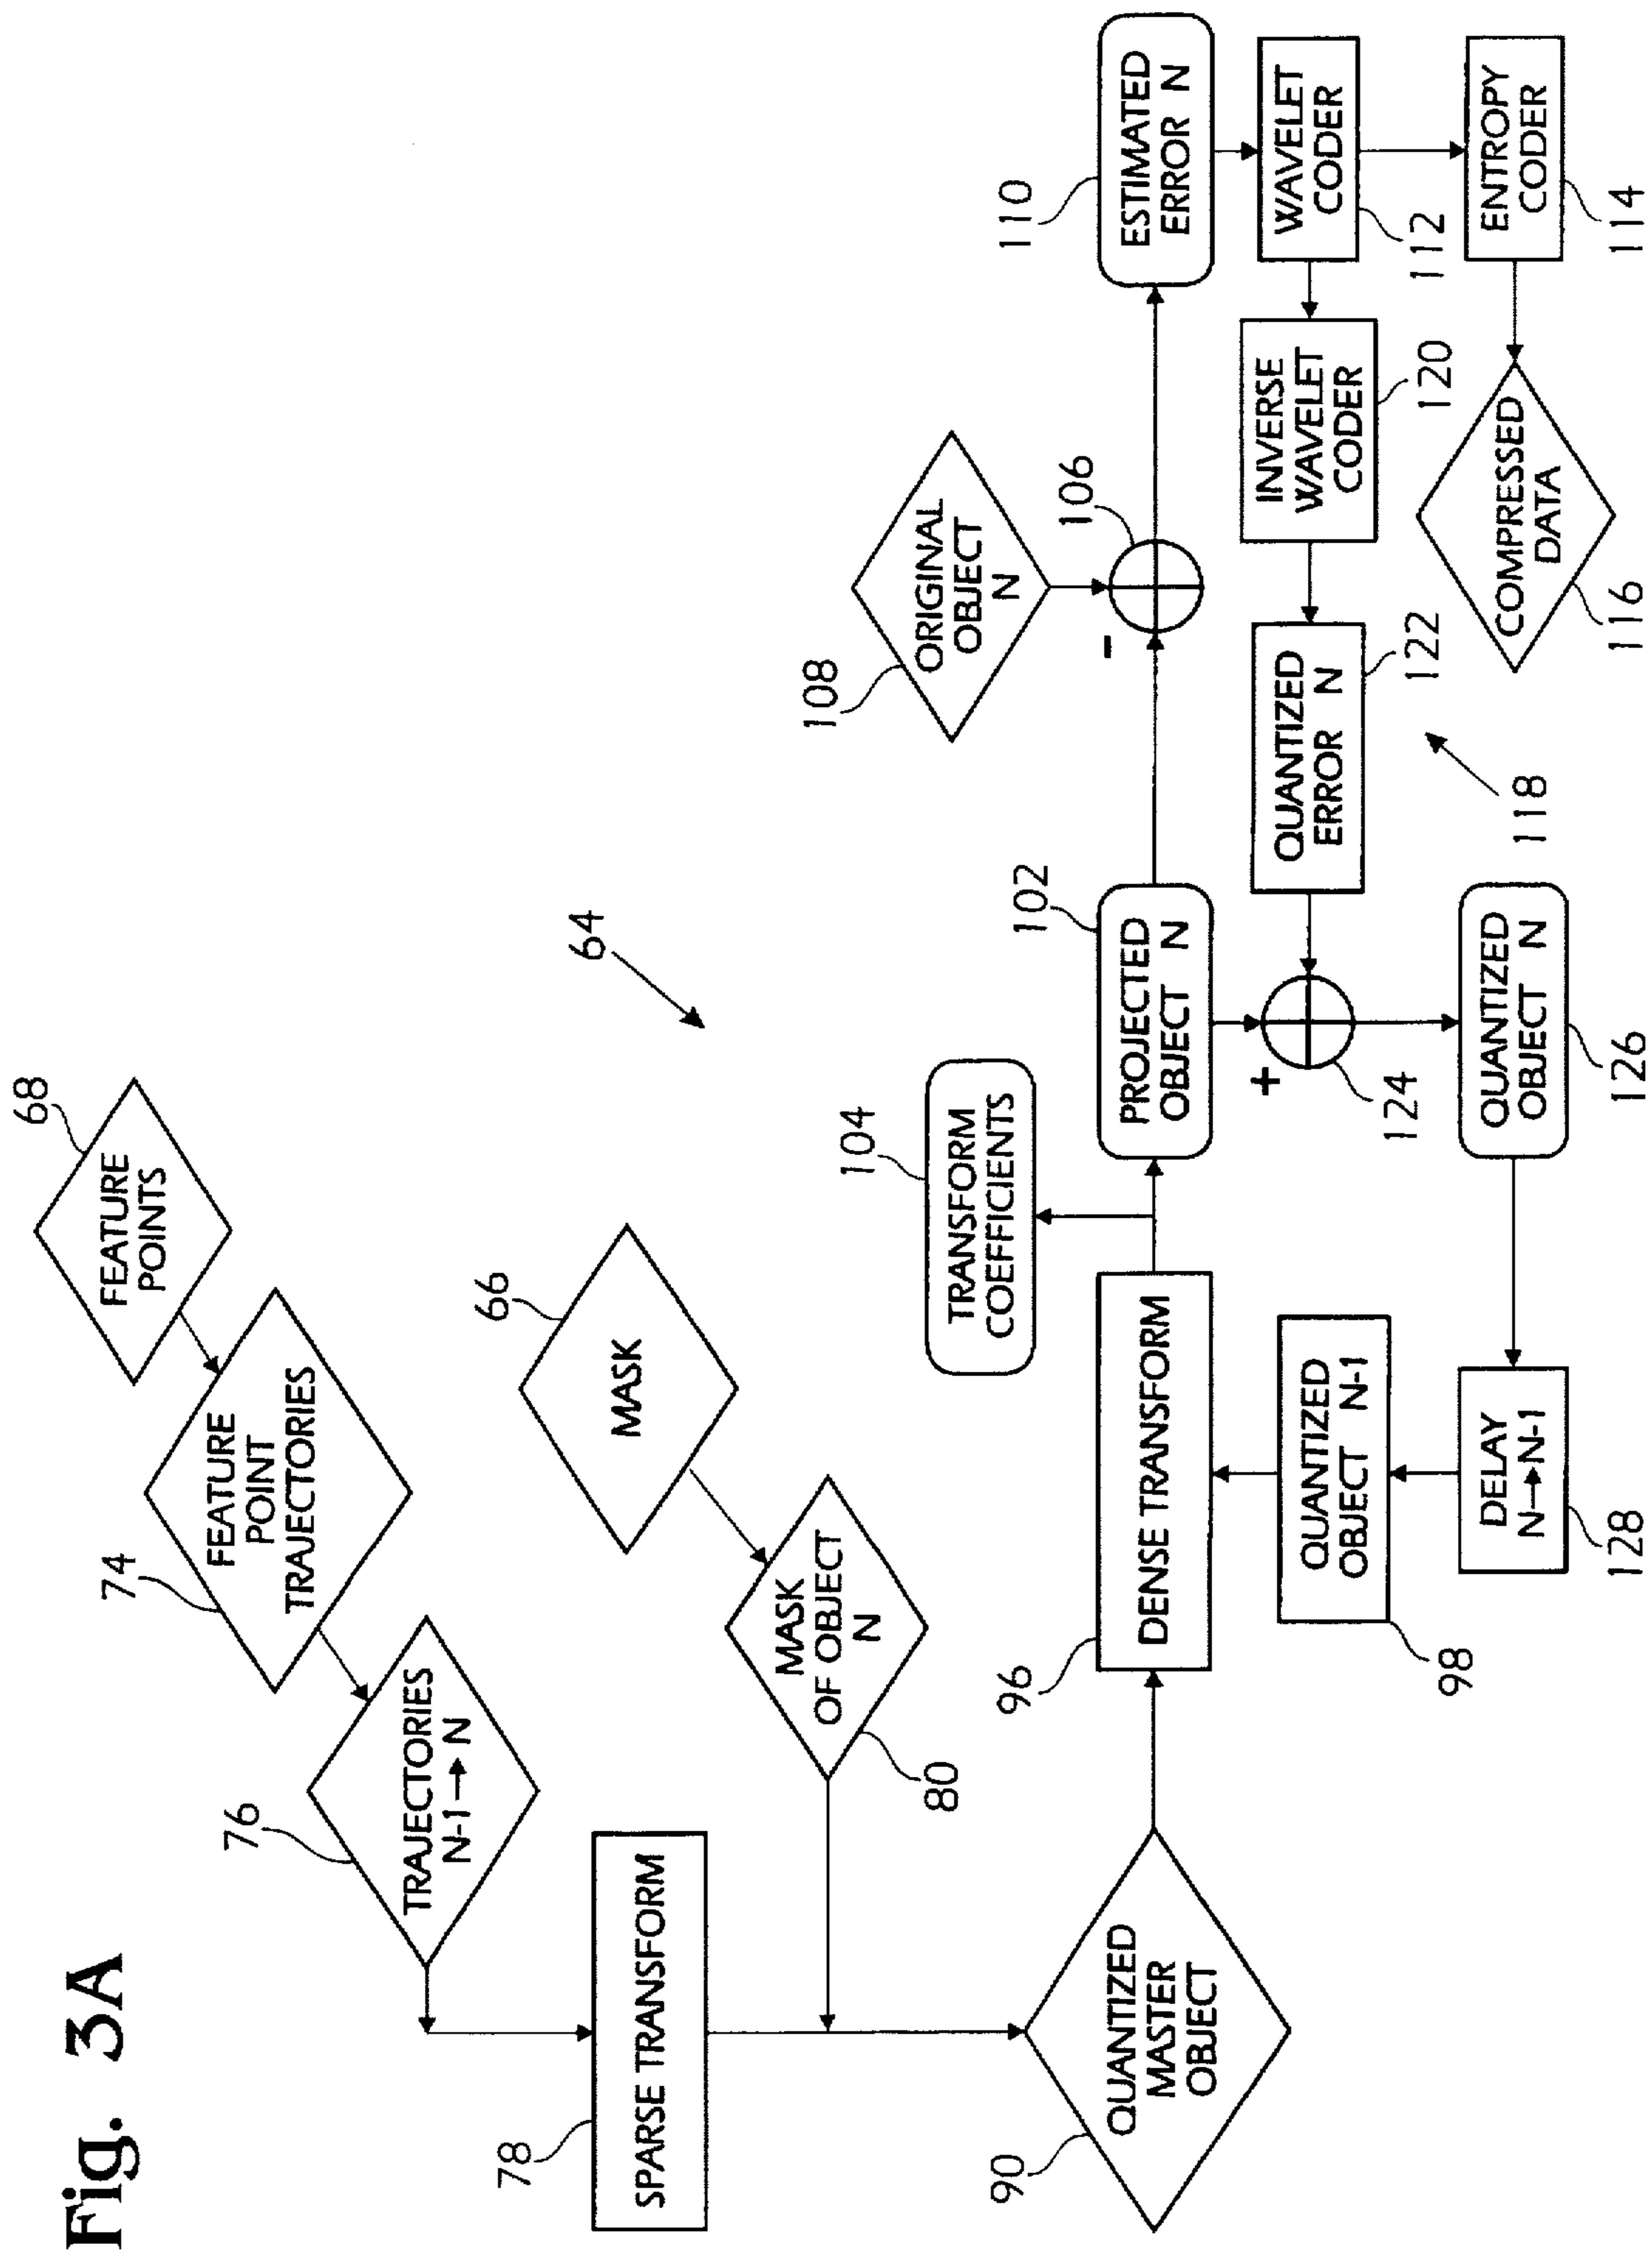 Fig. 3A
68
FEATURE
POINTS
74
FEATURE
POINT
TRAJECTORIES
76
TRAJECTORIES
N-1→N
66
MASK
78
SPARSE TRANSFORM
80
MASK
OF OBJECT
N
64
90
QUANTIZED
MASTER
OBJECT
96
DENSE TRANSFORM
104
TRANSFORM
COEFFICIENTS
102
PROJECTED
OBJECT N
108
ORIGINAL
OBJECT
N
106
-
110
ESTIMATED
ERROR N
98
QUANTIZED
OBJECT N-1
+
124
QUANTIZED
ERROR N
122
INVERSE
WAVELET
CODER
120
WAVELET
CODER
112
128
DELAY
N→N-1
126
QUANTIZED
OBJECT N
118
116
COMPRESSED
DATA
ENTROPY
CODER
114